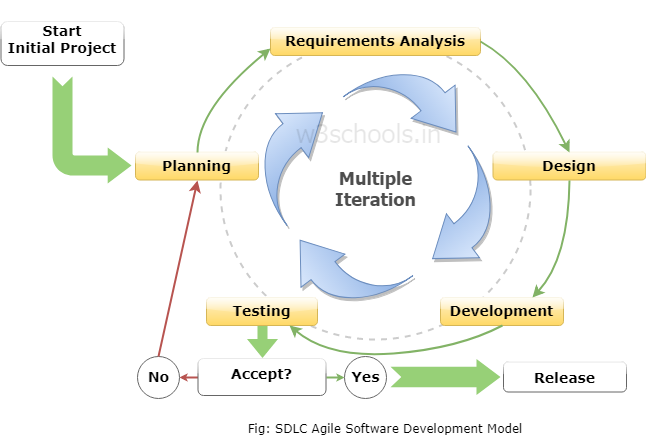 Start
Initial Project
Requirements Analysis
w3schools.in
Planning
Design
Multiple
Iteration
Testing
Development
No
Accept?
Yes
Release
Fig: SDLC Agile Software Development Model